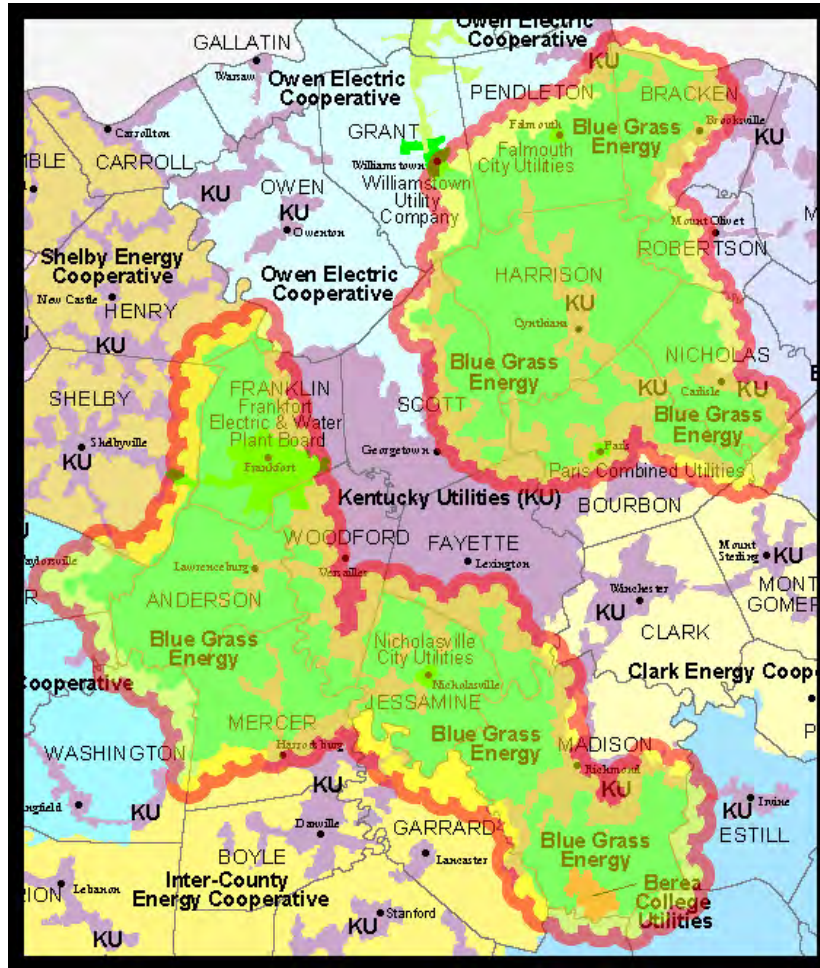 Owen Electric
Cooperative
GALLATIN
KU
Warsaw
Owen Electric
Cooperative
PENDLETON
BRACKEN
Carrollton
GRANT
Falmouth
Blue Grass
Energy
Brooksville
KU
MBLE
CARROLL
Williamstown
Falmouth
City Utilities
KU
OWEN
Williamstown
Utility
Company
KU
Owenton
Mount Olivet
ROBERTSON
Shelby Energy
Cooperative
Owen Electric
Cooperative
HARRISON
New Castle
HENRY
KU
Cynthiana
KU
NICHOLAS
Blue Grass
Energy
SHELBY
FRANKLIN
Frankfort
Electric & Water
Plant Board
KU
Carlisle
KU
SCOTT
Blue Grass
Energy
Shelbyville
KU
Frankfort
Georgetown
Paris
Paris Combined Utilities
Kentucky Utilities (KU)
BOURBON
WOODFORD
FAYETTE
Mount
Sterling
KU
Versailles
Lexington
Lawrenceburg
Winchester
MONT
GOMER
ANDERSON
KU
CLARK
Blue Grass
Energy
Nicholasville
City Utilities
Clark Energy Coop
Cooperative
Nicholasville
JESSAMINE
MERCER
Blue Grass
Energy
WASHINGTON
Harrodsburg
MADISON
Richmond
KU
KU
KU
Irvine
KU
ngfield
Danville
GARRARD
ESTILL
BOYLE
Lancaster
Blue Grass
Energy
Inter-County
Energy Cooperative
Berea
College
Utilities
RION
Lebanon
KU
KU
Stanford